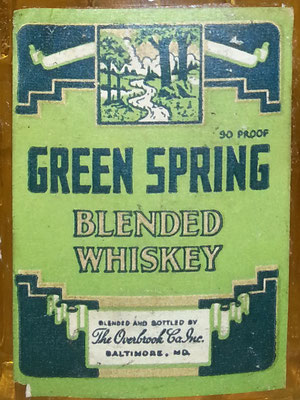 90 PROOF
GREEN SPRING
BLENDED
WHISKEY
BLENDED AND BOTTLED BY
The Overbrook Co. Inc.
BALTIMORE, MD.